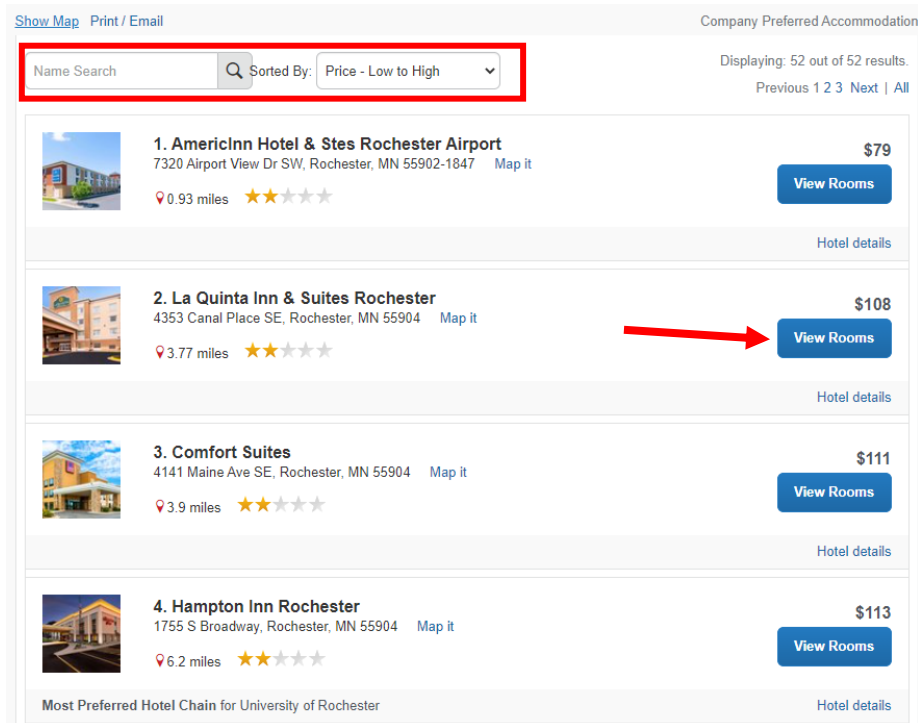 Show Map Print / Email Company Preferred Accommodation
Name Search Sorted By: Price - Low to High Displaying: 52 out of 52 results.
Previous 1 2 3 Next | All
1. AmericInn Hotel & Stes Rochester Airport $79
7320 Airport View Dr SW, Rochester, MN 55902-1847 Map it
View Rooms
0.93 miles
Hotel details
2. La Quinta Inn & Suites Rochester $108
4353 Canal Place SE, Rochester, MN 55904 Map it
View Rooms
3.77 miles
Hotel details
3. Comfort Suites $111
4141 Maine Ave SE, Rochester, MN 55904 Map it
View Rooms
3.9 miles
Hotel details
4. Hampton Inn Rochester $113
1755 S Broadway, Rochester, MN 55904 Map it
View Rooms
6.2 miles
Most Preferred Hotel Chain for University of Rochester Hotel details